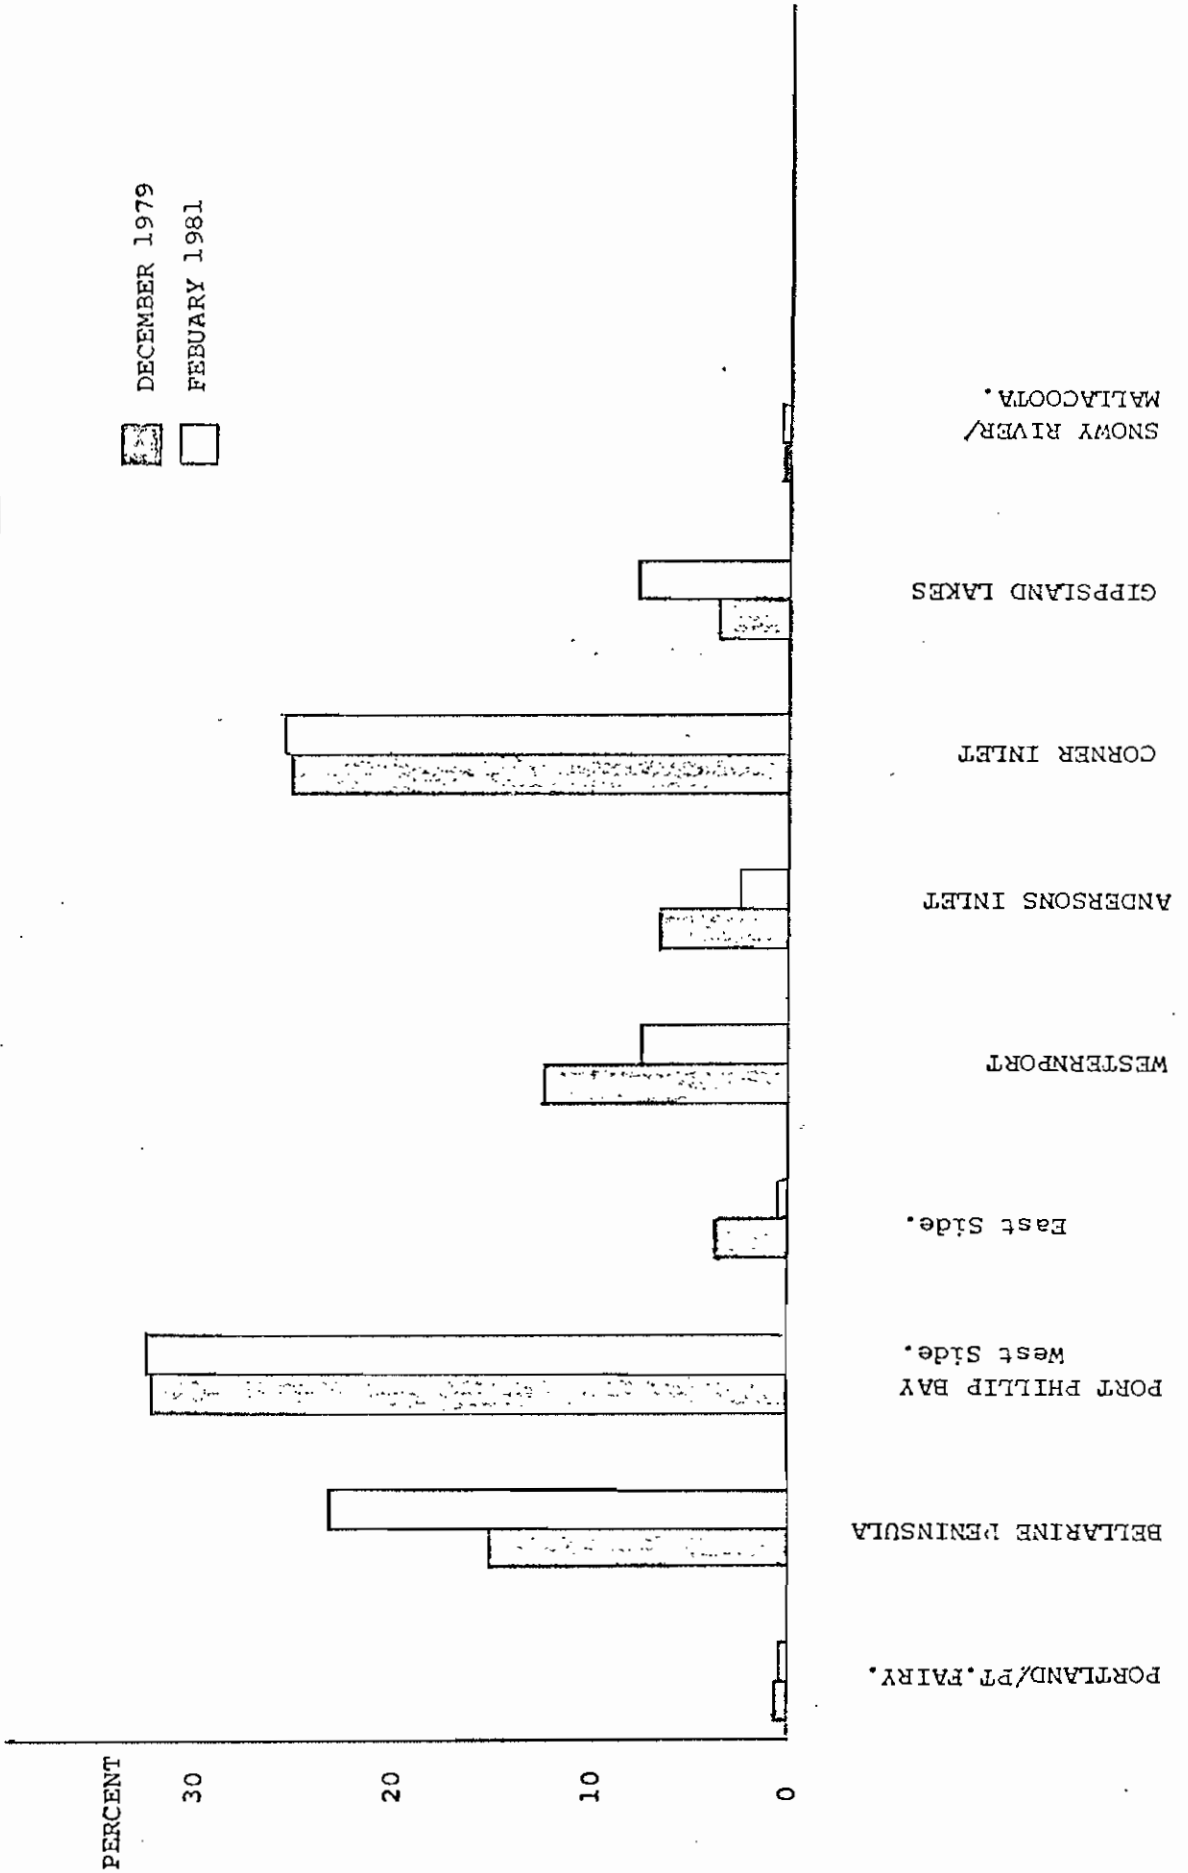 DECEMBER 1979
FEBUARY 1981
PERCENT
30
20
10
0
PORTLAND/PT.FAIRY.
BELLARINE PENINSULA
PORT PHILLIP BAY
West Side.
East Side.
WESTERNPORT
ANDERSONS INLET
CORNER INLET
GIPPSLAND LAKES
SNOWY RIVER/
MALLACOOTA.